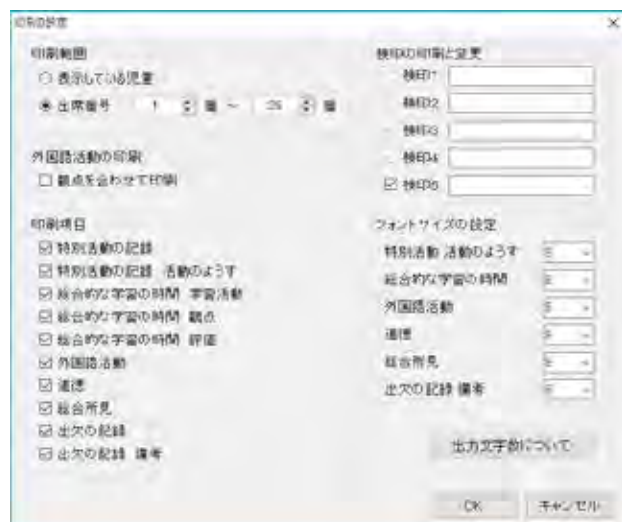 印刷の設定
印刷範囲
表示している児童
出席番号 1 番 ～ 25 番
外国語活動の印刷
観点を合わせて印刷
印刷項目
特別活動の記録
特別活動の記録 活動のようす
総合的な学習の時間 学習活動
総合的な学習の時間 観点
総合的な学習の時間 評価
外国語活動
道徳
総合所見
出欠の記録
出欠の記録 備考
検印欄の印刷と変更
検印1
検印2
検印3
検印4
検印5
フォントサイズの設定
特別活動 活動のようす
総合的な学習の時間
外国語活動
道徳
総合所見
出欠の記録 備考
出力文字数について
OK キャンセル